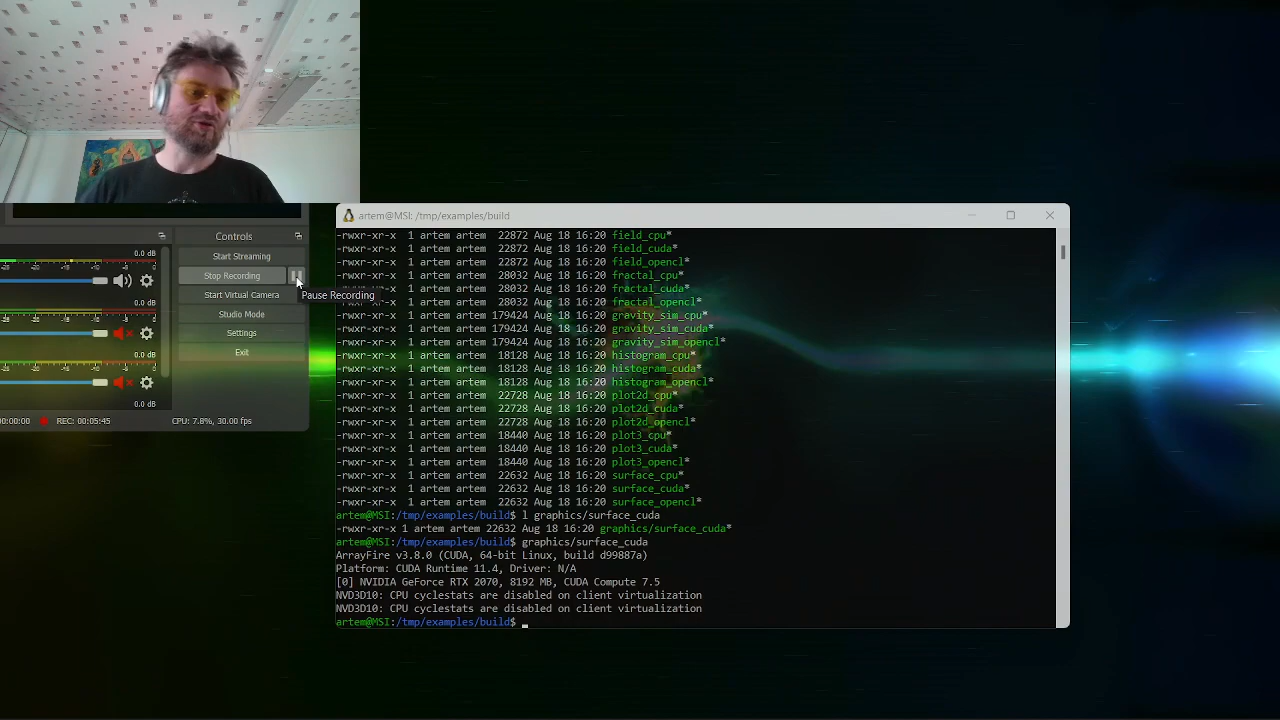 artem@MSI: /tmp/examples/build
Controls
0.0 dB
Start Streaming
Stop Recording
Start Virtual Camera
Pause Recording
0.0 dB
Studio Mode
Settings
0.0 dB
Exit
0.0 dB
REC: 00:05:45
CPU: 7.8%, 30.00 fps
-rwxr-xr-x 1 artem artem 22872 Aug 18 16:20 field_cpu*
-rwxr-xr-x 1 artem artem 22872 Aug 18 16:20 field_cuda*
-rwxr-xr-x 1 artem artem 22872 Aug 18 16:20 field_opencl*
-rwxr-xr-x 1 artem artem 28032 Aug 18 16:20 fractal_cpu*
-rwxr-xr-x 1 artem artem 28032 Aug 18 16:20 fractal_cuda*
-rwxr-xr-x 1 artem artem 28032 Aug 18 16:20 fractal_opencl*
-rwxr-xr-x 1 artem artem 179424 Aug 18 16:20 gravity_sim_cpu*
-rwxr-xr-x 1 artem artem 179424 Aug 18 16:20 gravity_sim_cuda*
-rwxr-xr-x 1 artem artem 179424 Aug 18 16:20 gravity_sim_opencl*
-rwxr-xr-x 1 artem artem 18128 Aug 18 16:20 histogram_cpu*
-rwxr-xr-x 1 artem artem 18128 Aug 18 16:20 histogram_cuda*
-rwxr-xr-x 1 artem artem 18128 Aug 18 16:20 histogram_opencl*
-rwxr-xr-x 1 artem artem 22728 Aug 18 16:20 plot2d_cpu*
-rwxr-xr-x 1 artem artem 22728 Aug 18 16:20 plot2d_cuda*
-rwxr-xr-x 1 artem artem 22728 Aug 18 16:20 plot2d_opencl*
-rwxr-xr-x 1 artem artem 18440 Aug 18 16:20 plot3_cpu*
-rwxr-xr-x 1 artem artem 18440 Aug 18 16:20 plot3_cuda*
-rwxr-xr-x 1 artem artem 18440 Aug 18 16:20 plot3_opencl*
-rwxr-xr-x 1 artem artem 22632 Aug 18 16:20 surface_cpu*
-rwxr-xr-x 1 artem artem 22632 Aug 18 16:20 surface_cuda*
-rwxr-xr-x 1 artem artem 22632 Aug 18 16:20 surface_opencl*
artem@MSI:/tmp/examples/build$ l graphics/surface_cuda
-rwxr-xr-x 1 artem artem 22632 Aug 18 16:20 graphics/surface_cuda*
artem@MSI:/tmp/examples/build$ graphics/surface_cuda
ArrayFire v3.8.0 (CUDA, 64-bit Linux, build d99887a)
Platform: CUDA Runtime 11.4, Driver: N/A
[0] NVIDIA GeForce RTX 2070, 8192 MB, CUDA Compute 7.5
NVD3D10: CPU cyclestats are disabled on client virtualization
NVD3D10: CPU cyclestats are disabled on client virtualization
artem@MSI:/tmp/examples/build$